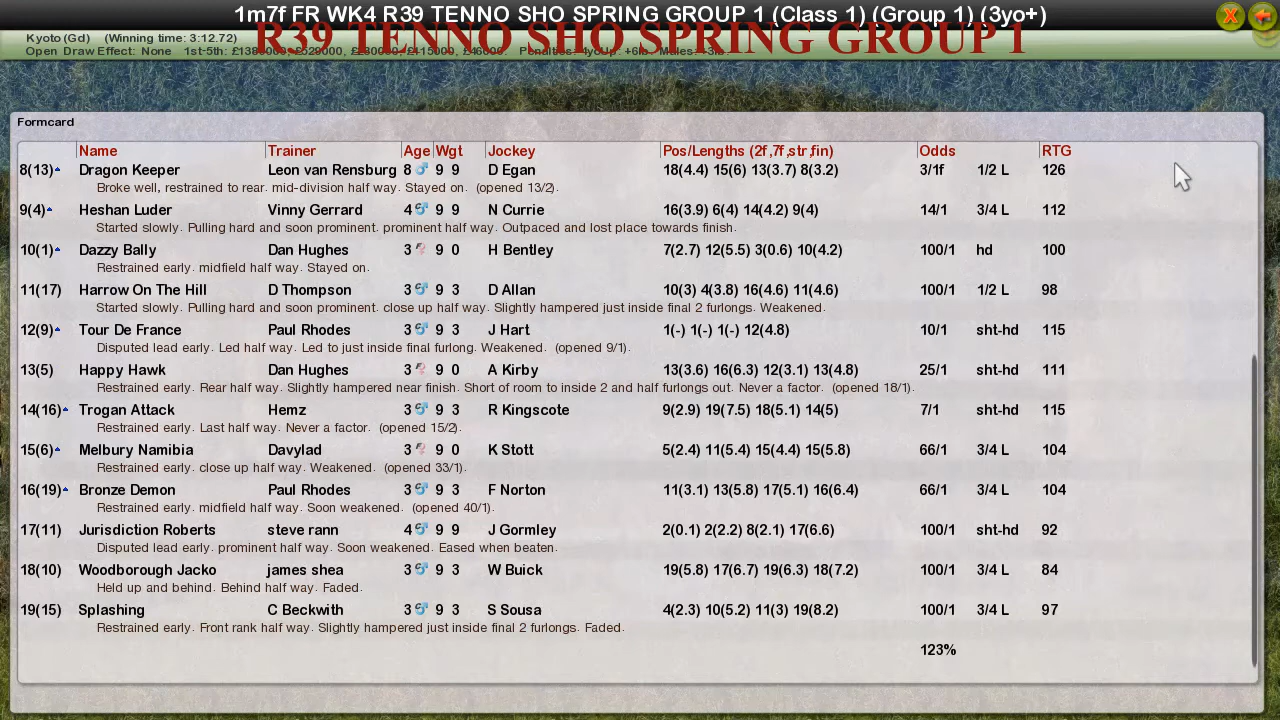 1m7f FR WK4 R39 TENNO SHO SPRING GROUP 1 (Class 1) (Group 1) (3yo+)
R39 TENNO SHO SPRING GROUP 1
Kyoto (Gd) (Winning time: 3:12.72)
Open Draw Effect: None 1st-5th:
Formcard
Name Trainer Age Wgt Jockey Pos/Lengths (2f,7f,str,fin) Odds RTG
8(13) Dragon Keeper Leon van Rensburg 8 9 9 D Egan 18(4.4) 15(6) 13(3.7) 8(3.2) 3/1f 1/2 L 126
Broke well, restrained to rear. mid-division half way. Stayed on. (opened 13/2).
9(4) Heshan Luder Vinny Gerrard 4 9 9 N Currie 16(3.9) 6(4) 14(4.2) 9(4) 14/1 3/4 L 112
Started slowly. Pulling hard and soon prominent. prominent half way. Outpaced and lost place towards finish.
10(1) Dazzy Bally Dan Hughes 3 9 0 H Bentley 7(2.7) 12(5.5) 3(0.6) 10(4.2) 100/1 hd 100
Restrained early. midfield half way. Stayed on.
11(17) Harrow On The Hill D Thompson 3 9 3 D Allan 10(3) 4(3.8) 16(4.6) 11(4.6) 100/1 1/2 L 98
Started slowly. Pulling hard and soon prominent. close up half way. Slightly hampered just inside final 2 furlongs. Weakened.
12(9) Tour De France Paul Rhodes 3 9 3 J Hart 1(-) 1(-) 1(-) 12(4.8) 10/1 sht-hd 115
Disputed lead early. Led half way. Led to just inside final furlong. Weakened. (opened 9/1).
13(5) Happy Hawk Dan Hughes 3 9 0 A Kirby 13(3.6) 16(6.3) 12(3.1) 13(4.8) 25/1 sht-hd 111
Restrained early. Rear half way. Slightly hampered near finish. Short of room to inside 2 and half furlongs out. Never a factor. (opened 18/1).
14(16) Trogan Attack Hemz 3 9 3 R Kingscote 9(2.9) 19(7.5) 18(5.1) 14(5) 7/1 sht-hd 115
Restrained early. Last half way. Never a factor. (opened 15/2).
15(6) Melbury Namibia Davylad 3 9 0 K Stott 5(2.4) 11(5.4) 15(4.4) 15(5.8) 66/1 3/4 L 104
Restrained early. close up half way. Weakened. (opened 33/1).
16(19) Bronze Demon Paul Rhodes 3 9 3 F Norton 11(3.1) 13(5.8) 17(5.1) 16(6.4) 66/1 3/4 L 104
Restrained early. midfield half way. Soon weakened. (opened 40/1).
17(11) Jurisdiction Roberts steve rann 4 9 9 J Gormley 2(0.1) 2(2.2) 8(2.1) 17(6.6) 100/1 sht-hd 92
Disputed lead early. prominent half way. Soon weakened. Eased when beaten.
18(10) Woodborough Jacko james shea 3 9 3 W Buick 19(5.8) 17(6.7) 19(6.3) 18(7.2) 100/1 3/4 L 84
Held up and behind. Behind half way. Faded.
19(15) Splashing C Beckwith 3 9 3 S Sousa 4(2.3) 10(5.2) 11(3) 19(8.2) 100/1 3/4 L 97
Restrained early. Front rank half way. Slightly hampered just inside final 2 furlongs. Faded.
123%